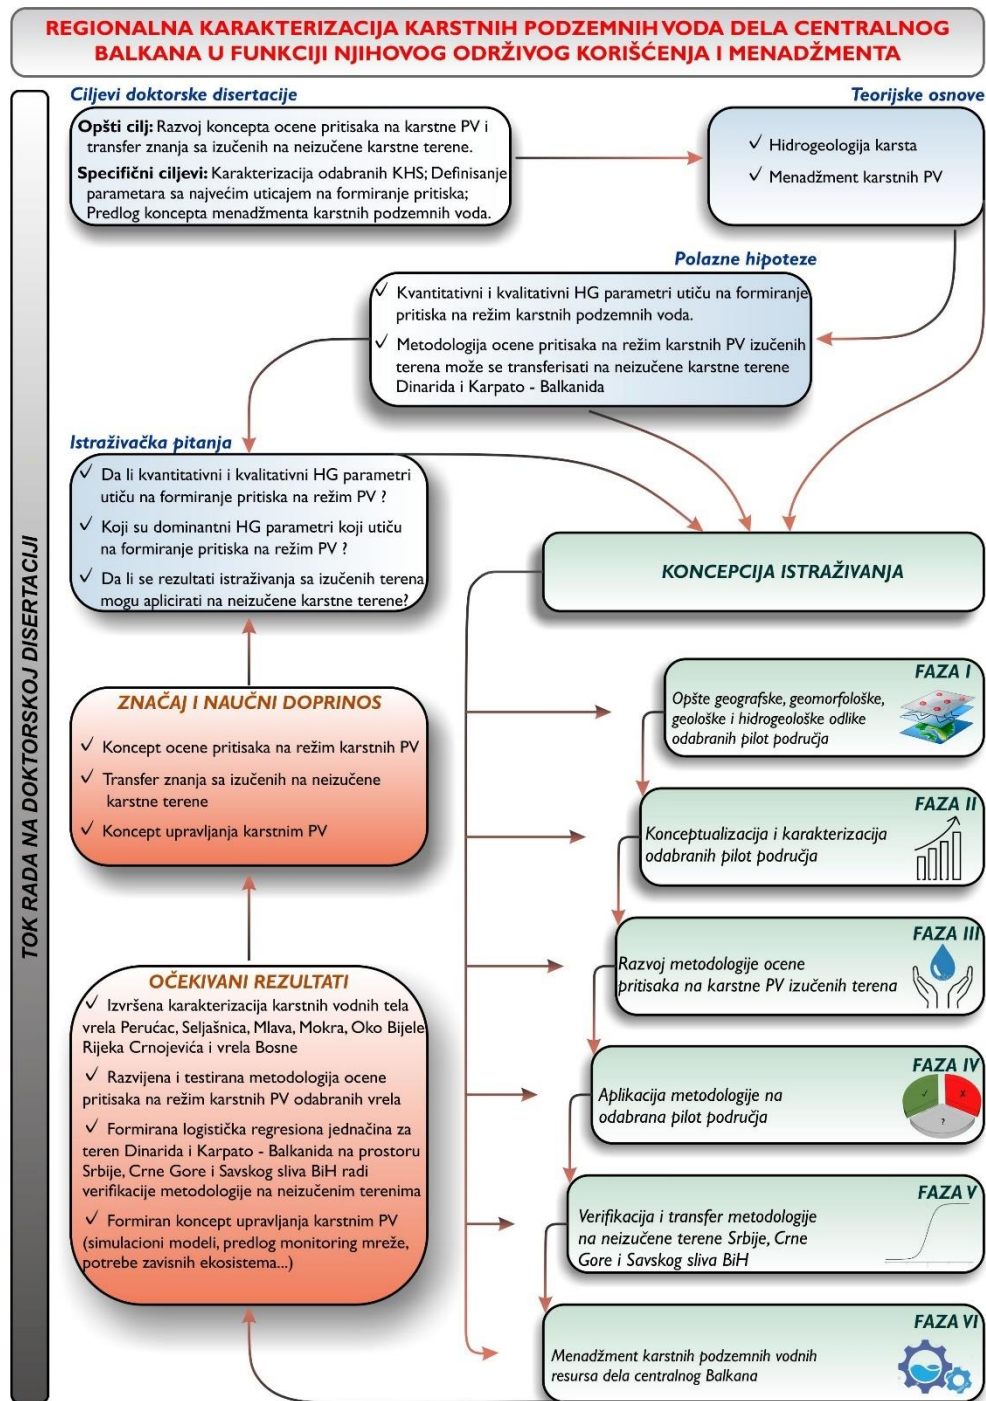 REGIONALNA KARAKTERIZACIJA KARSTNIH PODZEMNIH VODA DELA CENTRALNOG
BALKANA U FUNKCIJI NJIHOVOG ODRŽIVOG KORIŠĆENJA I MENADŽMENTA
TOK RADA NA DOKTORSKOJ DISERTACIJI
Ciljevi doktorske disertacije
Opšti cilj: Razvoj koncepta ocene pritisaka na karstne PV i
transfer znanja sa izučenih na neizučene karstne terene.
Specifični ciljevi: Karakterizacija odabranih KHS; Definisanje
parametara sa najvećim uticajem na formiranje pritiska;
Predlog koncepta menadžmenta karstnih podzemnih voda.
Teorijske osnove
✓ Hidrogeologija karsta
✓ Menadžment karstnih PV
Polazne hipoteze
✓ Kvantitativni i kvalitativni HG parametri utiču na formiranje
pritiska na režim karstnih podzemnih voda.
✓ Metodologija ocene pritisaka na režim karstnih PV izučenih
terena može se transferisati na neizučene karstne terene
Dinarida i Karpato - Balkanida
Istraživačka pitanja
✓ Da li kvantitativni i kvalitativni HG parametri
utiču na formiranje pritiska na režim PV ?
✓ Koji su dominantni HG parametri koji utiču
na formiranje pritiska na režim PV ?
✓ Da li se rezultati istraživanja sa izučenih terena
mogu aplicirati na neizučene karstne terene?
KONCEPCIJA ISTRAŽIVANJA
ZNAČAJ I NAUČNI DOPRINOS
✓ Koncept ocene pritisaka na režim karstnih PV
✓ Transfer znanja sa izučenih na neizučene
karstne terene
✓ Koncept upravljanja karstnim PV
OČEKIVANI REZULTATI
✓ Izvršena karakterizacija karstnih vodnih tela
vrela Perućac, Seljašnica, Mlava, Mokra, Oko Bijele
Rijeka Crnojevića i vrela Bosne
✓ Razvijena i testirana metodologija ocene
pritisaka na režim karstnih PV odabranih vrela
✓ Formirana logistička regresiona jednačina za
teren Dinarida i Karpato - Balkanida na prostoru
Srbije, Crne Gore i Savskog sliva BiH radi
verifikacije metodologije na neizučenim terenima
✓ Formiran koncept upravljanja karstnim PV
(simulacioni modeli, predlog monitoring mreže,
potrebe zavisnih ekosistema...)
FAZA I
Opšte geografske, geomorfološke,
geološke i hidrogeološke odlike
odabranih pilot područja
FAZA II
Konceptualizacija i karakterizacija
odabranih pilot područja
FAZA III
Razvoj metodologije ocene
pritisaka na karstne PV izučenih terena
FAZA IV
Aplikacija metodologije na
odabrana pilot područja
✓
X
?
FAZA V
Verifikacija i transfer metodologije
na neizučene terene Srbije, Crne
Gore i Savskog sliva BiH
FAZA VI
Menadžment karstnih podzemnih vodnih
resursa dela centralnog Balkana